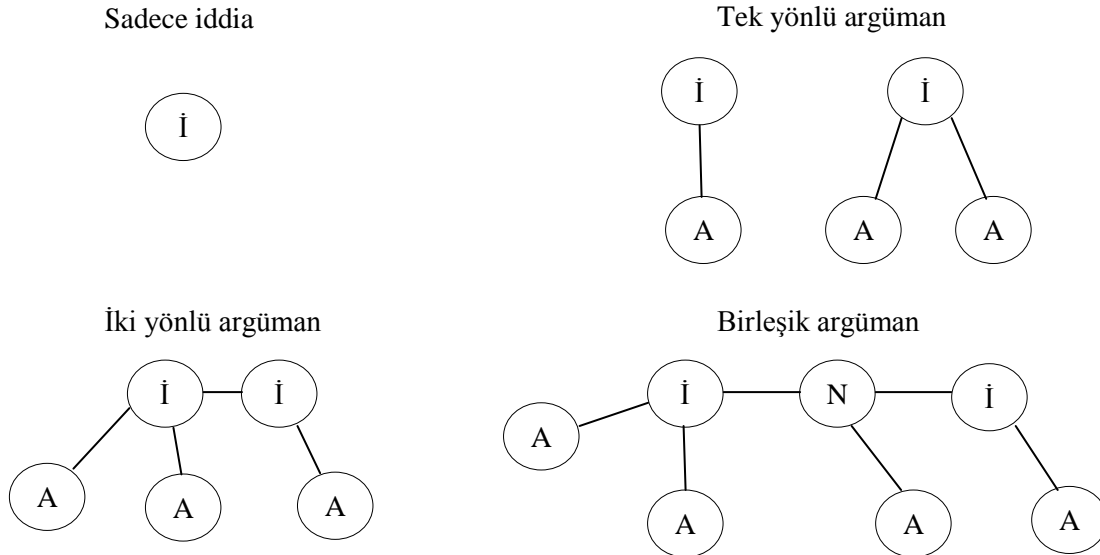 Sadece iddia
İ
Tek yönlü argüman
İ İ
A A A
İki yönlü argüman
İ İ
A A A
Birleşik argüman
İ N İ
A
A A A